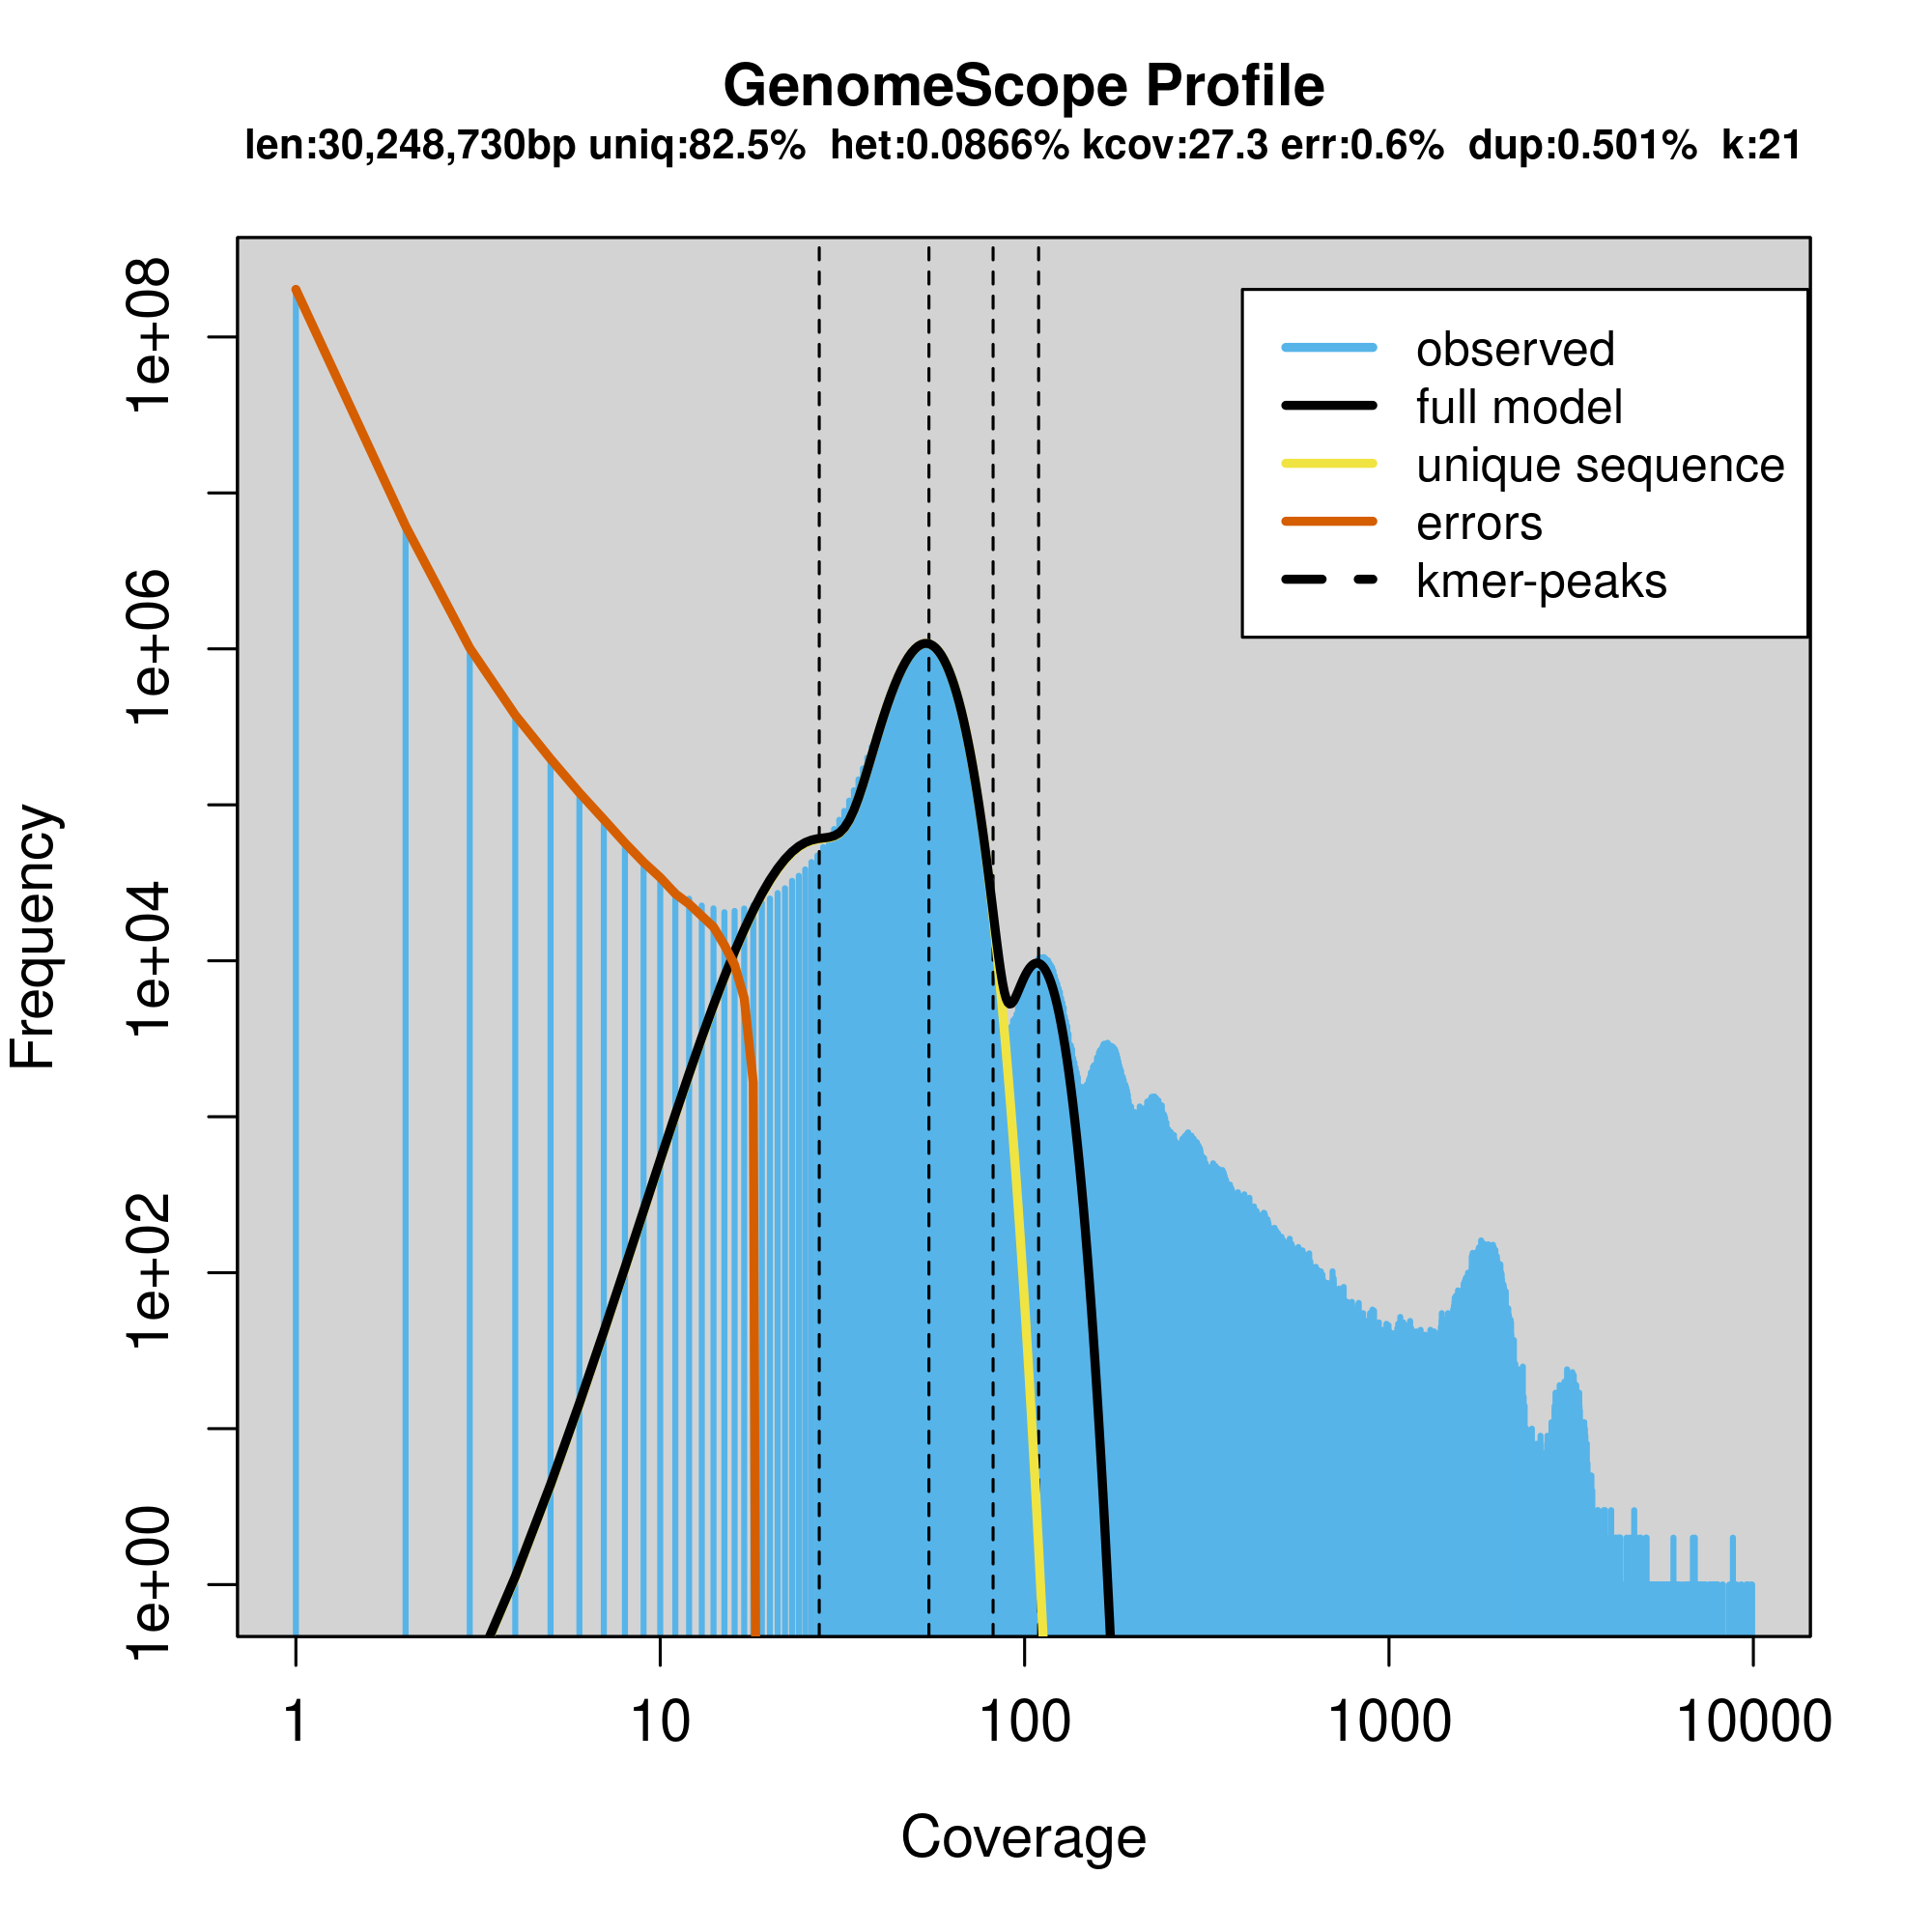 GenomeScope Profile
len:30,248,730bp uniq:82.5% het:0.0866% kcov:27.3 err:0.6% dup:0.501% k:21
Frequency
1e+08
1e+06
1e+04
1e+02
1e+00
observed
full model
unique sequence
errors
kmer-peaks
1 10 100 1000 10000
Coverage